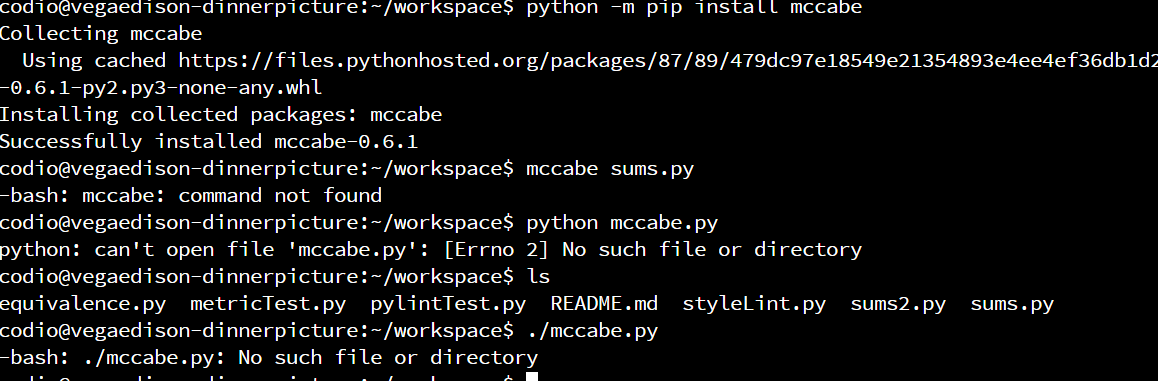 codio@vegaedison-dinnerpicture:~/workspace$ python -m pip install mccabe
Collecting mccabe
  Using cached https://files.pythonhosted.org/packages/87/89/479dc97e18549e21354893e4ee4ef36db1d2
-0.6.1-py2.py3-none-any.whl
Installing collected packages: mccabe
Successfully installed mccabe-0.6.1
codio@vegaedison-dinnerpicture:~/workspace$ mccabe sums.py
-bash: mccabe: command not found
codio@vegaedison-dinnerpicture:~/workspace$ python mccabe.py
python: can't open file 'mccabe.py': [Errno 2] No such file or directory
codio@vegaedison-dinnerpicture:~/workspace$ ls
equivalence.py  metricTest.py  pylintTest.py  README.md  styleLint.py  sums2.py  sums.py
codio@vegaedison-dinnerpicture:~/workspace$ ./mccabe.py
-bash: ./mccabe.py: No such file or directory
codio@vegaedison-dinnerpicture:~/workspace$